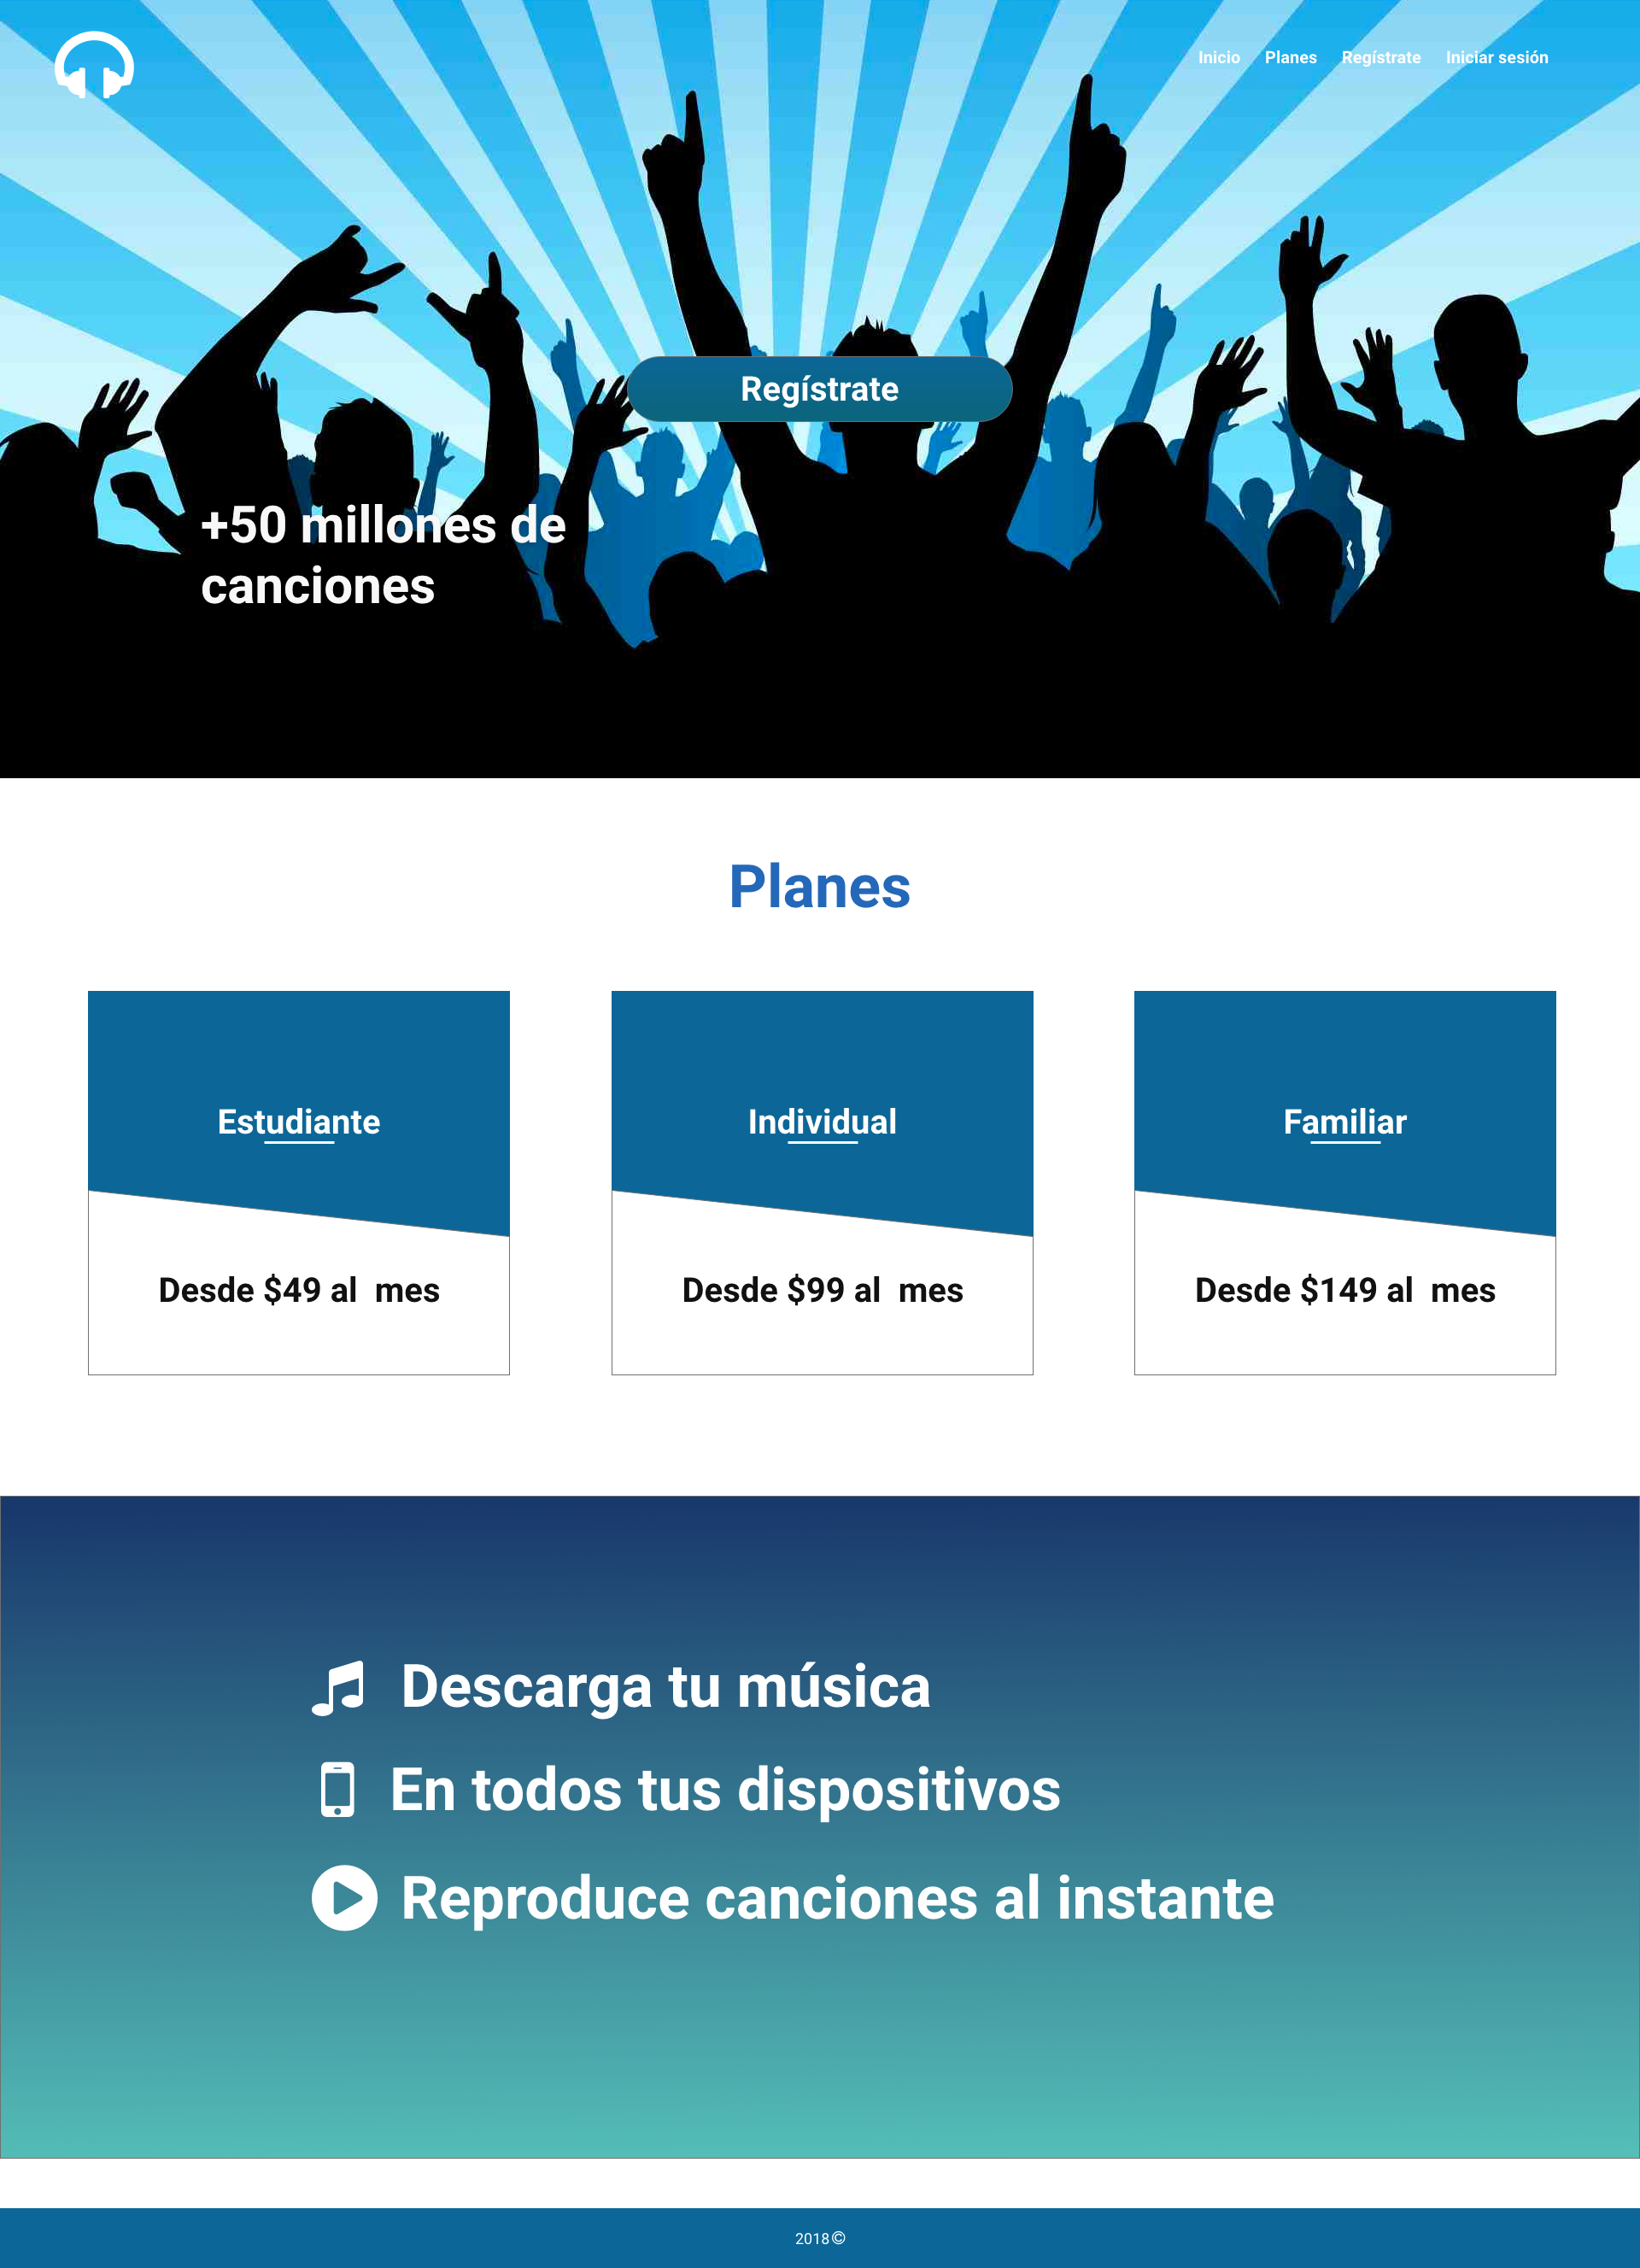 Inicio Planes Regístrate Iniciar sesión
Regístrate
+50 millones de
canciones
Planes
Estudiante
Desde $49 al  mes
Individual
Desde $99 al  mes
Familiar
Desde $149 al  mes
Descarga tu música
En todos tus dispositivos
Reproduce canciones al instante
2018©